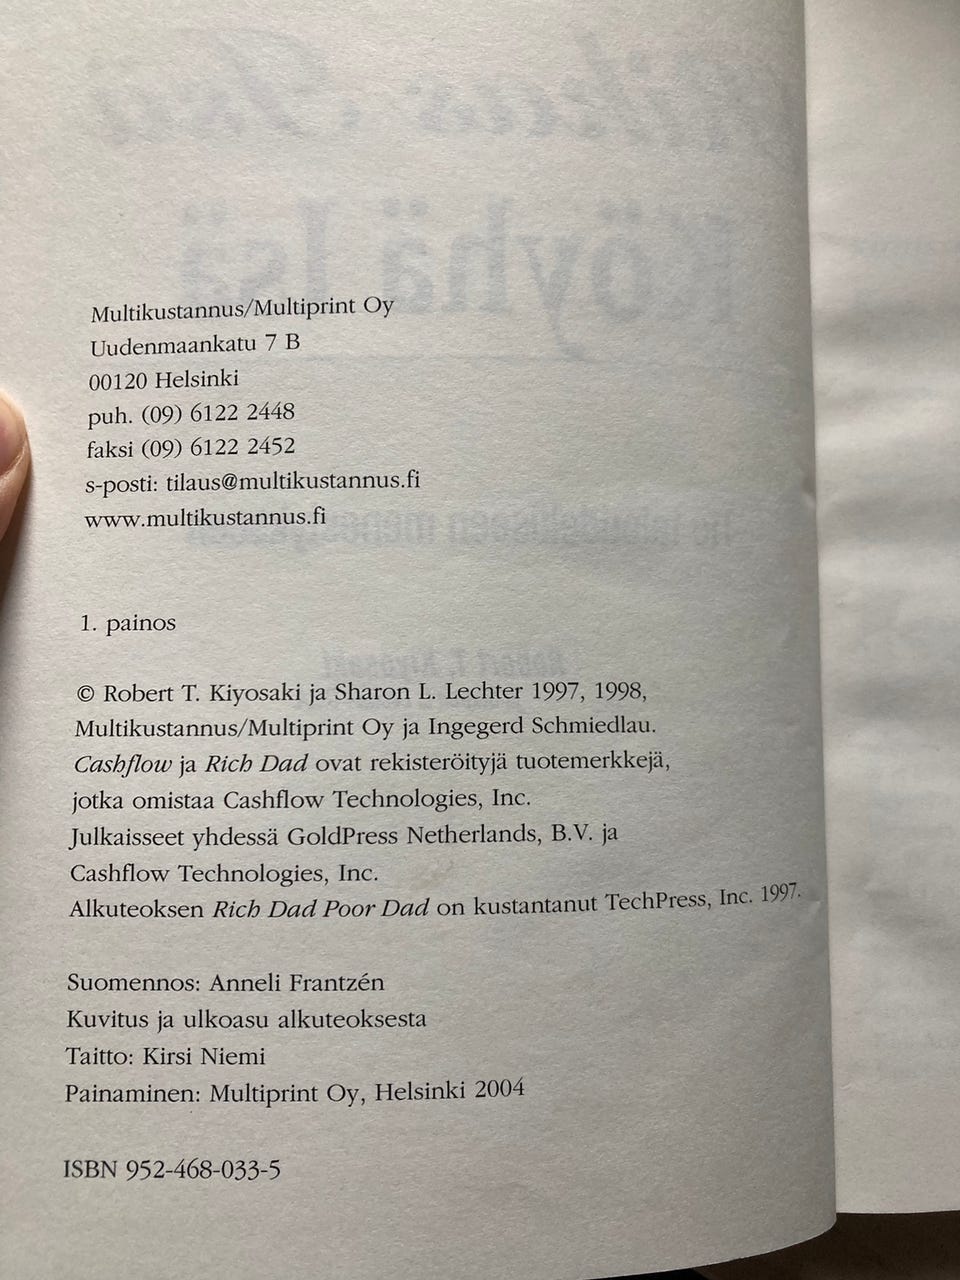 Multikustannus/Multiprint Oy
Uudenmaankatu 7 B
00120 Helsinki
puh. (09) 6122 2448
faksi (09) 6122 2452
s-posti: tilaus@multikustannus.fi
www.multikustannus.fi
1. painos
© Robert T. Kiyosaki ja Sharon L. Lechter 1997, 1998,
Multikustannus/Multiprint Oy ja Ingegerd Schmiedlau.
Cashflow ja Rich Dad ovat rekisteröityjä tuotemerkkejä,
jotka omistaa Cashflow Technologies, Inc.
Julkaisseet yhdessä GoldPress Netherlands, B.V. ja
Cashflow Technologies, Inc.
Alkuteoksen Rich Dad Poor Dad on kustantanut TechPress, Inc. 1997.
Suomennos: Anneli Frantzén
Kuvitus ja ulkoasu alkuteoksesta
Taitto: Kirsi Niemi
Painaminen: Multiprint Oy, Helsinki 2004
ISBN 952-468-033-5